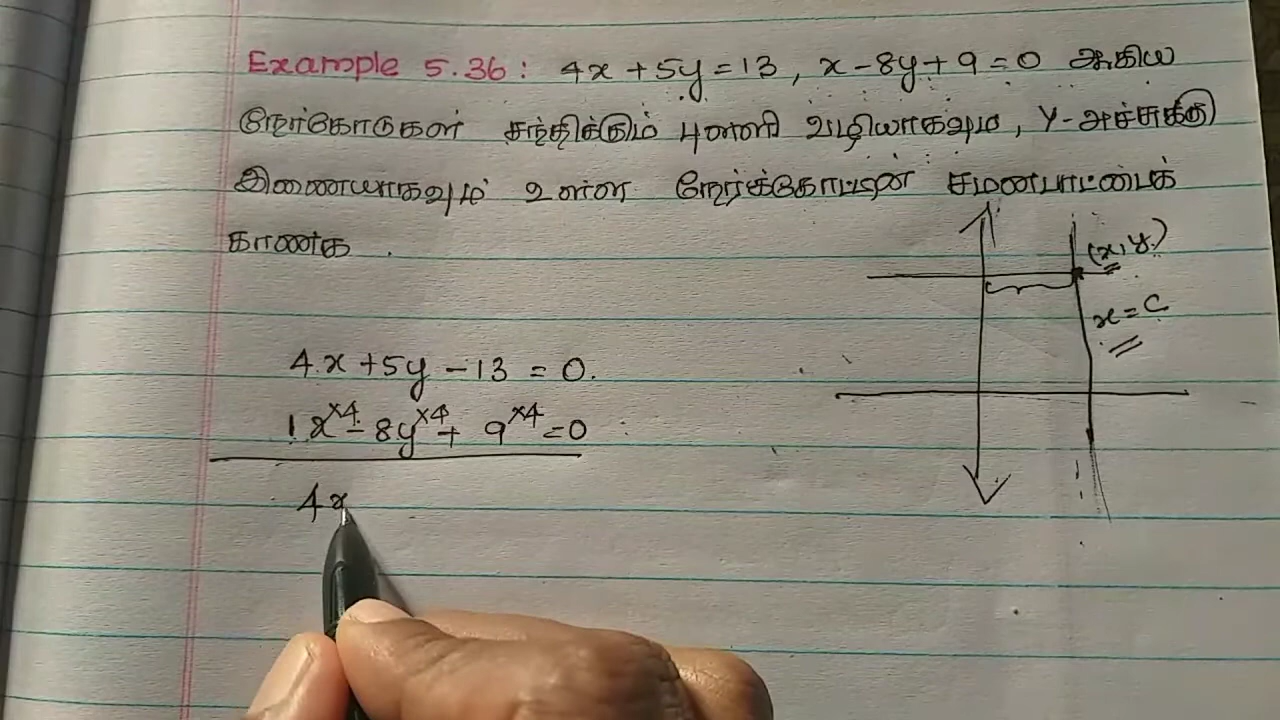 Example 5.36: 4x + 5y = 13, x - 8y + 9 = 0 ஆகிய
நேர்கோடுகள் சந்திக்கும் புள்ளி வழியாகவும், Y-அச்சுக்கு
இணையாகவும் உள்ள நேர்க்கோட்டின் சமன்பாட்டைக்
காண்க.
(x, y)
x = c
4x + 5y - 13 = 0.
1x^×4 - 8y^×4 + 9^×4 = 0
4x